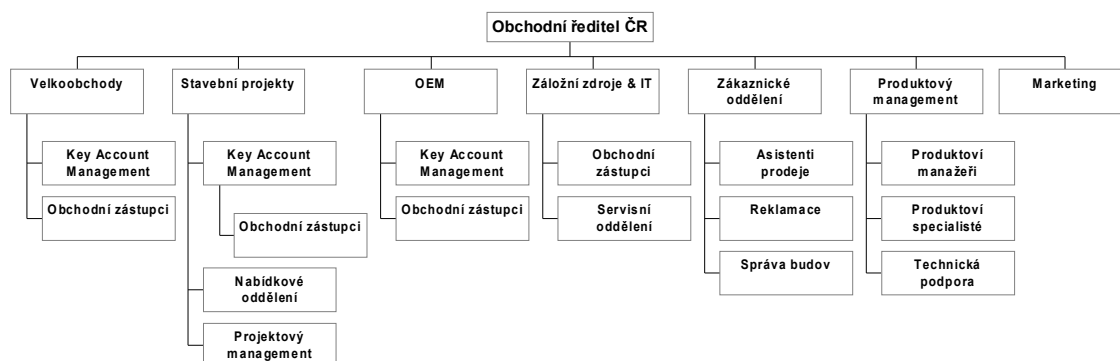 Obchodní ředitel ČR
Velkoobchody
Stavební projekty
OEM
Záložní zdroje & IT
Zákaznické
oddělení
Produktový
management
Marketing
Key Account
Management
Key Account
Management
Key Account
Management
Obchodní
zástupci
Asistenti
prodeje
Produktoví
manažeři
Obchodní zástupci
Obchodní zástupci
Obchodní zástupci
Servisní
oddělení
Reklamace
Produktoví
specialisté
Nabídkové
oddělení
Správa budov
Technická
podpora
Projektový
management